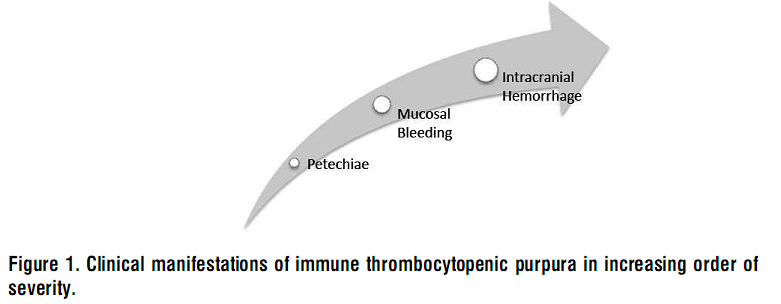 Intracranial
Hemorrhage
Mucosal
Bleeding
Petechiae
Figure 1. Clinical manifestations of immune thrombocytopenic purpura in increasing order of
severity.